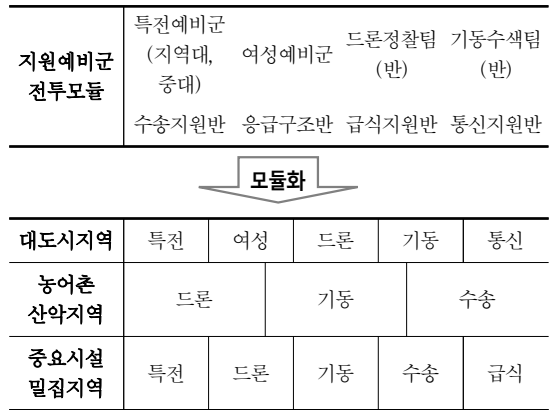 지원예비군
전투모듈
특전예비군
(지역대,
중대)
여성예비군
드론정찰팀
(반)
기동수색팀
(반)
수송지원반 응급구조반 급식지원반 통신지원반
모듈화
대도시지역 특전 여성 드론 기동 통신
농어촌
산악지역
드론 기동 수송
중요시설
밀집지역
특전 드론 기동 수송 급식